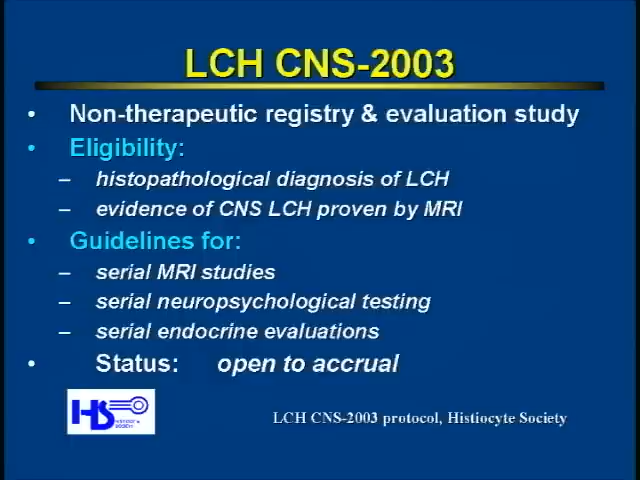 LCH CNS-2003
• Non-therapeutic registry & evaluation study
• Eligibility:
– histopathological diagnosis of LCH
– evidence of CNS LCH proven by MRI
• Guidelines for:
– serial MRI studies
– serial neuropsychological testing
– serial endocrine evaluations
• Status: open to accrual
HS
LCH CNS-2003 protocol, Histiocyte Society